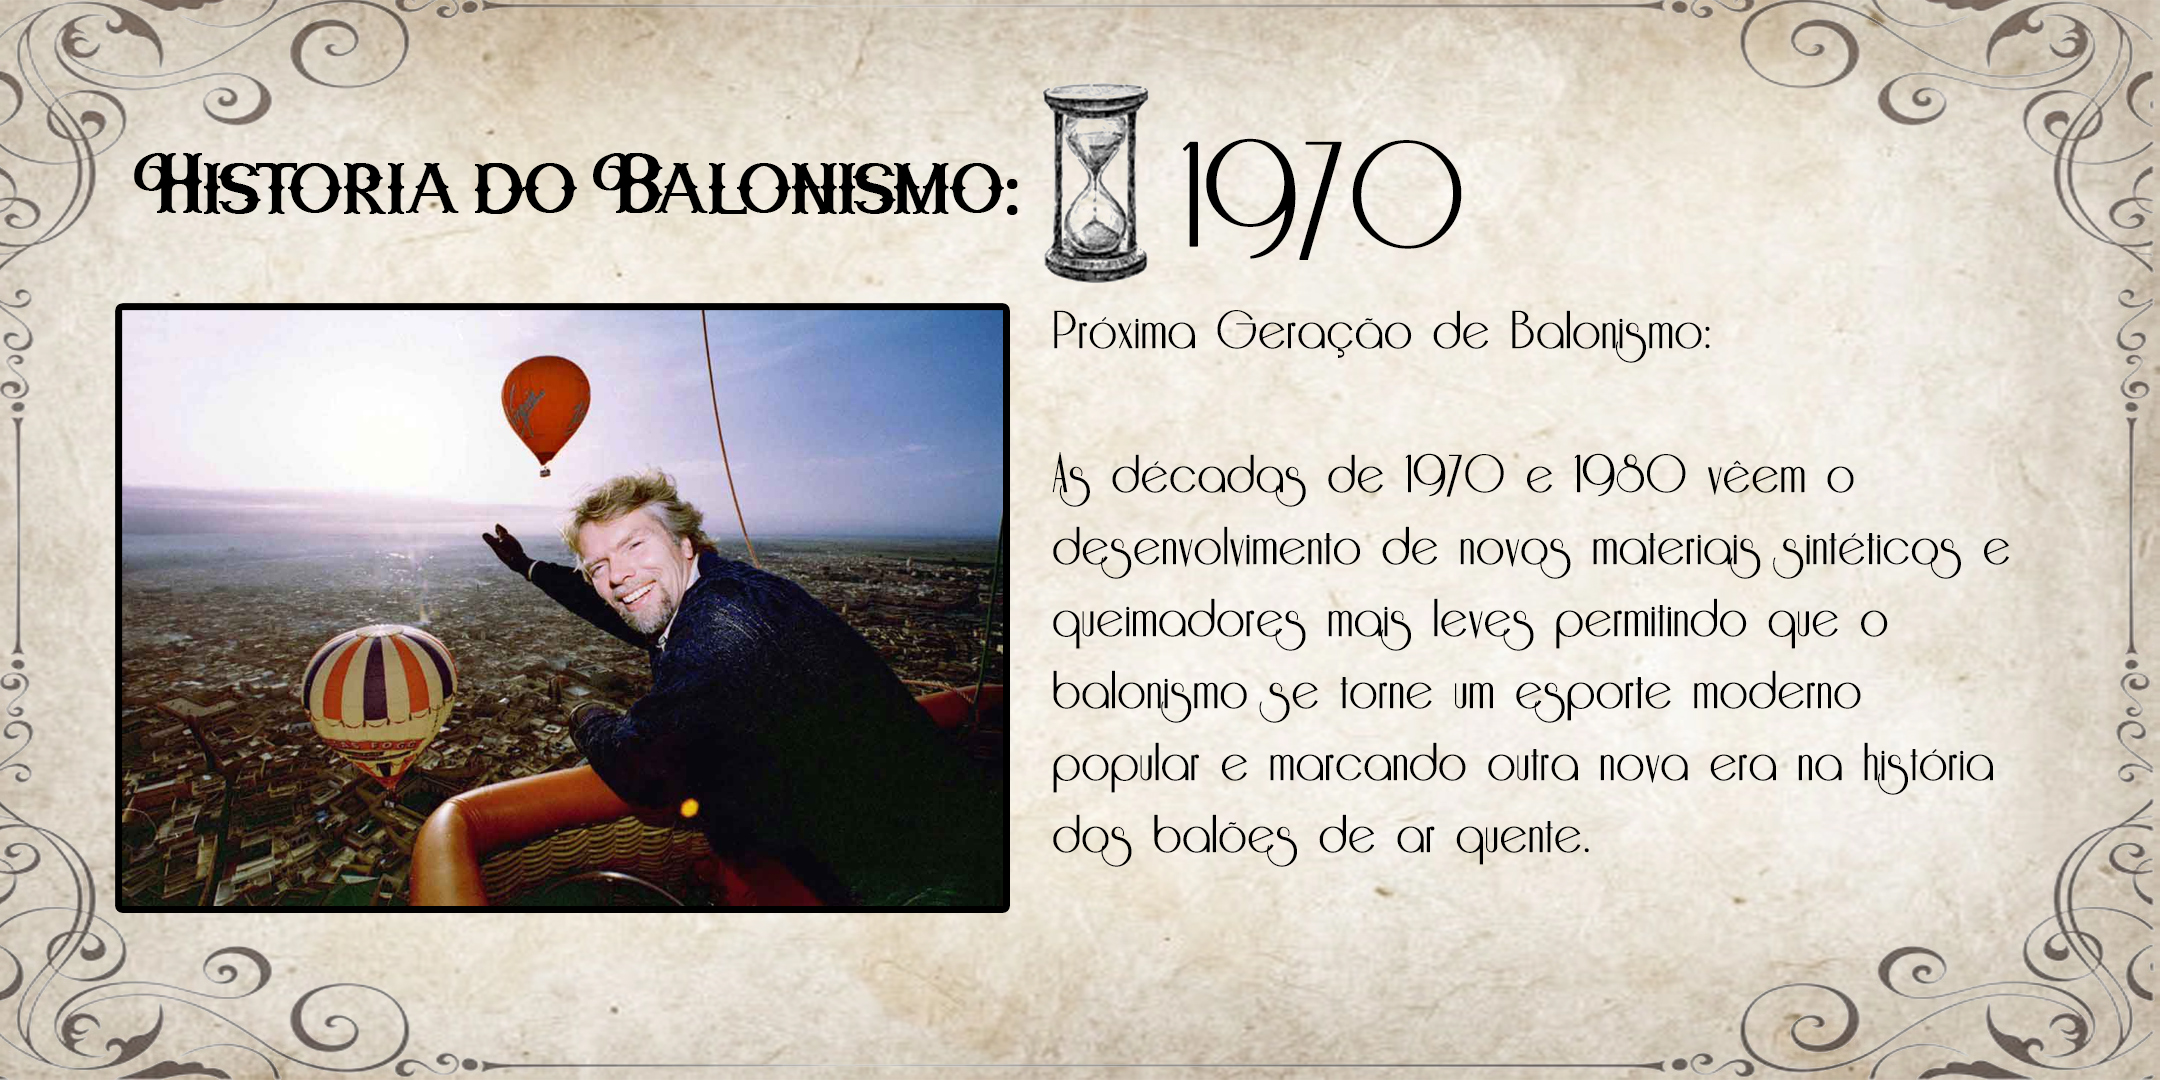 Historia do Balonismo: 1970
Próxima Geração de Balonismo:
As décadas de 1970 e 1980 vêem o
desenvolvimento de novos materiais sintéticos e
queimadores mais leves permitindo que o
balonismo se torne um esporte moderno
popular e marcando outra nova era na história
dos balões de ar quente.